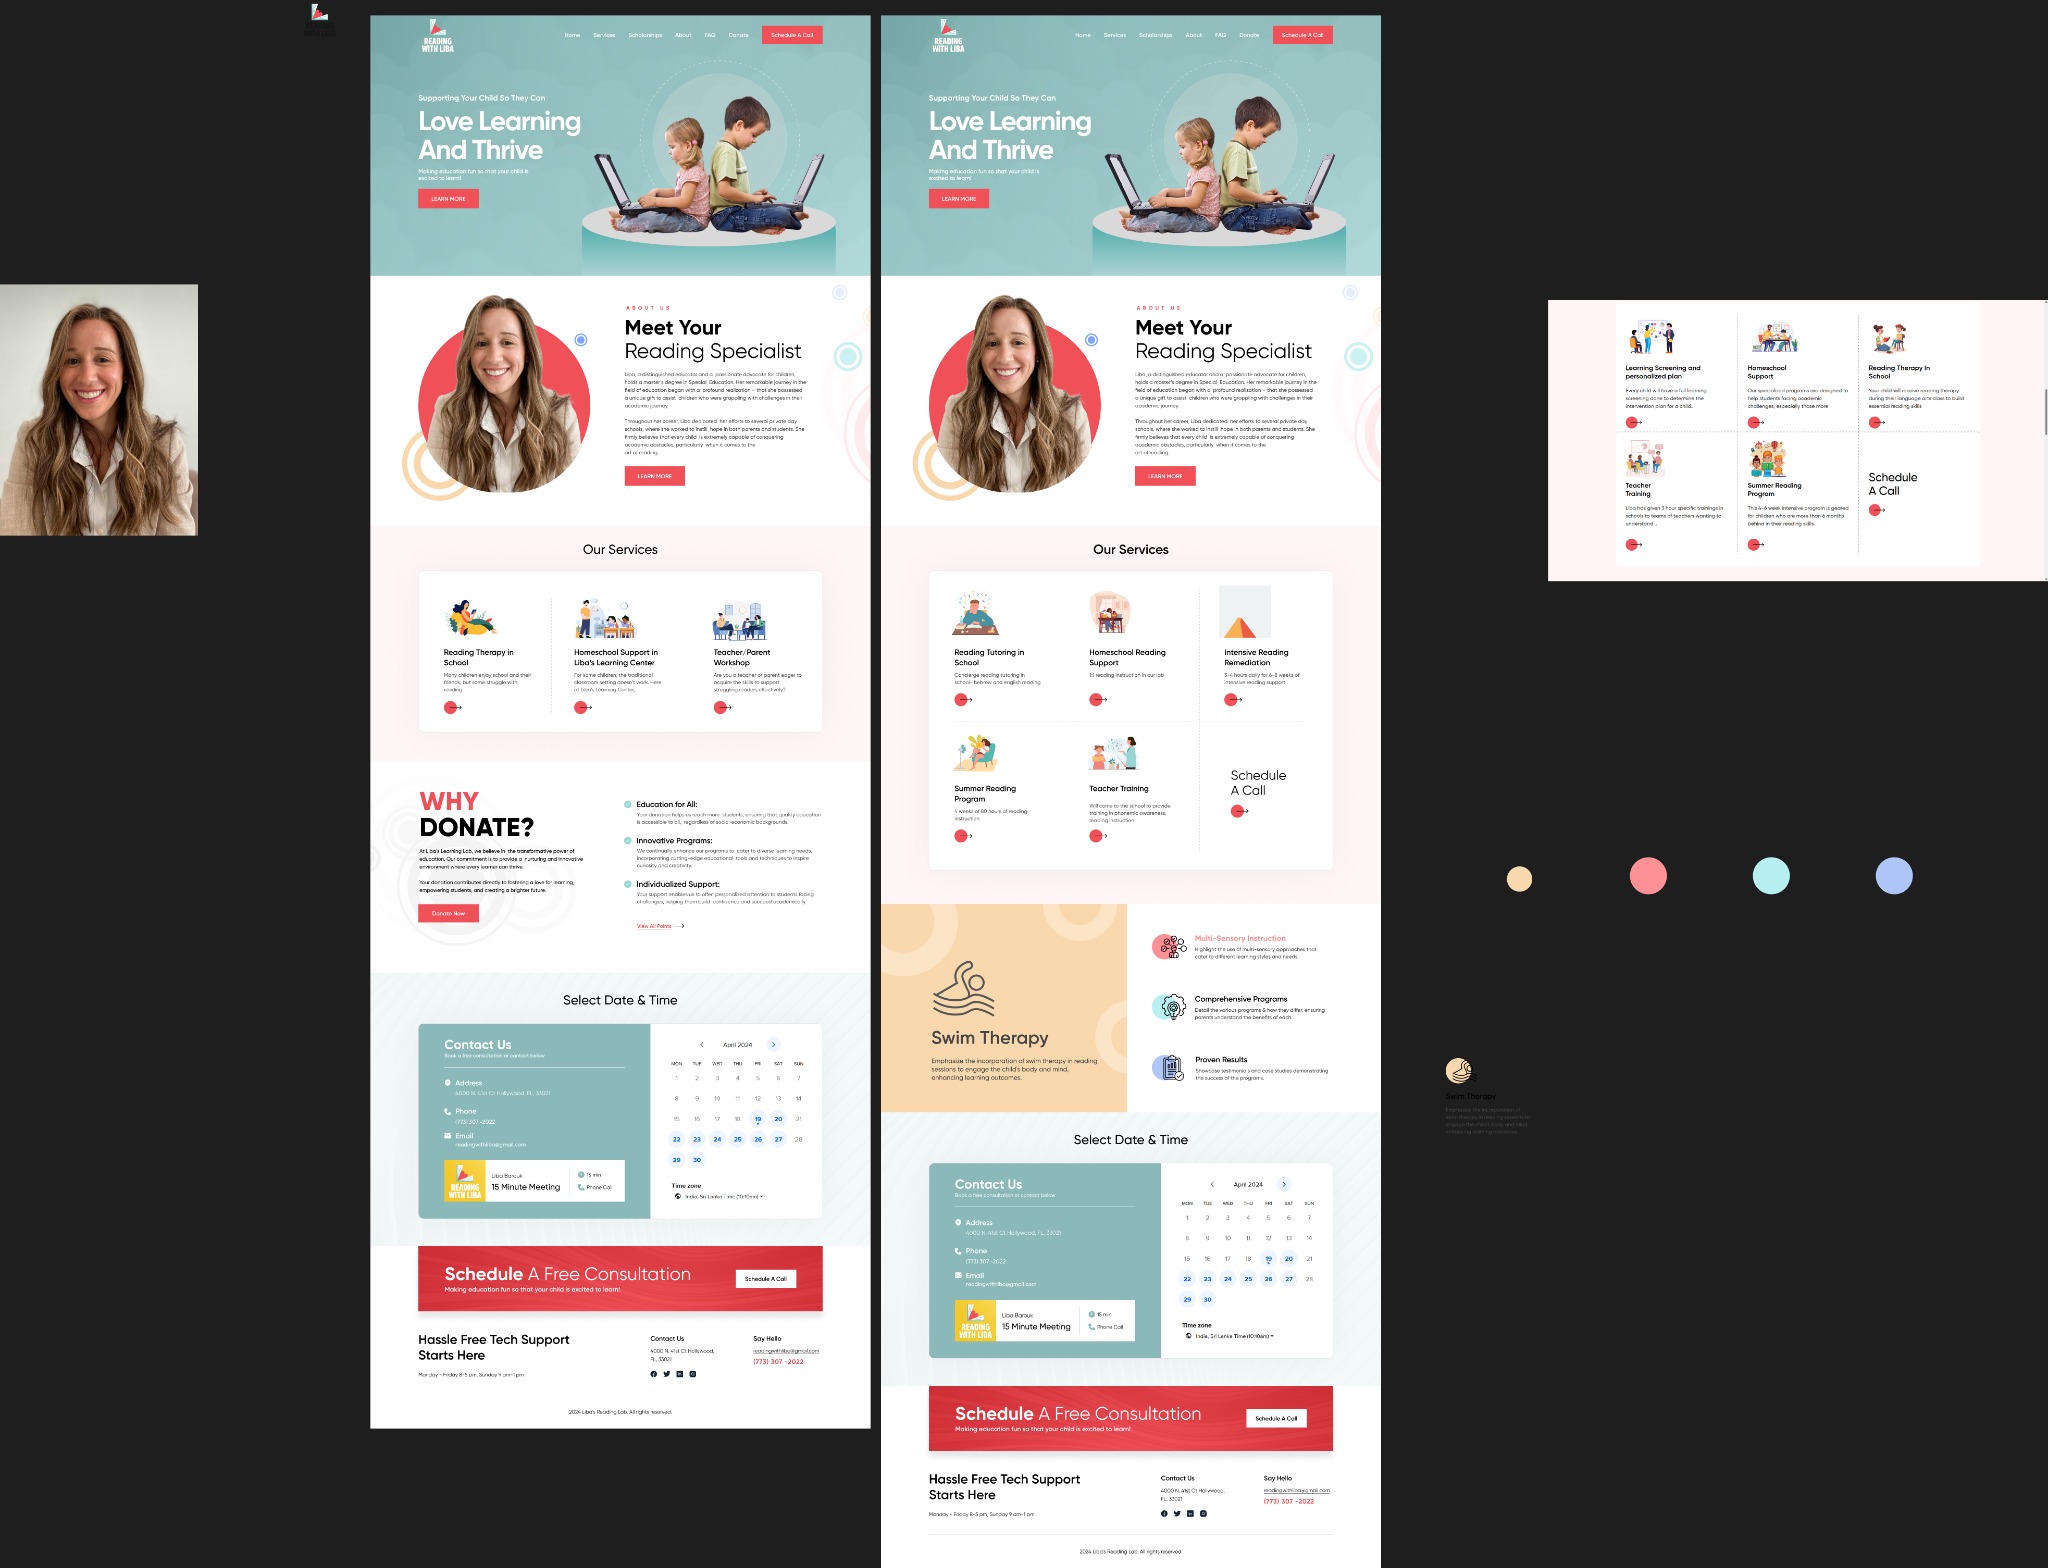 READING
WITH LIBA
Home Services Scholarships About FAQ Donate Schedule A Call
Supporting Your Child So They Can
Love Learning
And Thrive
Making education fun so that your child is
excited to learn!
LEARN MORE
ABOUT US
Meet Your
Reading Specialist
Liba, a distinguished educator and a passionate advocate for children,
holds a master's degree in Special Education. Her remarkable journey in the
field of education began with a profound realization – that she possessed
a unique gift to assist children who were grappling with challenges in their
academic journey.
Throughout her career, Liba dedicated her efforts to several private day
schools, where she worked to instill hope in both parents and students. She
firmly believes that every child is extremely capable of conquering
academic obstacles, particularly when it comes to the
art of reading.
LEARN MORE
Our Services
Reading Therapy in
School
Many children enjoy school and their
friends, but some struggle with
reading.
Homeschool Support in
Liba's Learning Center
For some children, the traditional
classroom setting doesn't work. Here
at Liba's Learning Center,
Teacher/Parent
Workshop
Are you a teacher or parent eager to
acquire the skills to support
struggling readers effectively?
WHY
DONATE?
At Liba's Learning Lab, we believe in the transformative power of
education. Our commitment is to provide a nurturing and innovative
environment where every learner can thrive.
Your donation contributes directly to fostering a love for learning,
empowering students, and creating a brighter future.
Donate Now
Education for All:
Your donation helps us reach more students, ensuring that quality education
is accessible to all, regardless of socio-economic backgrounds.
Innovative Programs:
We continually enhance our programs to cater to diverse learning needs,
incorporating cutting-edge educational tools and techniques to inspire
curiosity and creativity.
Individualized Support:
Your support enables us to offer personalized attention to students facing
challenges, helping them build confidence and succeed academically.
View All Points
Select Date & Time
Contact Us
Book a free consultation or contact below
Address
4000 N. 41st Ct Hollywood, FL, 33021
Phone
(773) 307 -2022
Email
readingwithliba@gmail.com
READING
WITH LIBA
Liba Barouk
15 Minute Meeting
15 min
Phone Call
April 2024
MON TUE WED THU FRI SAT SUN
1 2 3 4 5 6 7
8 9 10 11 12 13 14
15 16 17 18 19 20 21
22 23 24 25 26 27 28
29 30
Time zone
India, Sri Lanka Time (10:10am)
Schedule A Free Consultation
Making education fun so that your child is excited to learn!
Schedule A Call
Hassle Free Tech Support
Starts Here
Monday - Friday 8-5 pm, Sunday 9 am-1 pm
Contact Us
4000 N. 41st Ct Hollywood,
FL, 33021
Say Hello
readingwithliba@gmail.com
(773) 307 -2022
2024 Liba's Reading Lab. All rights reserved.
READING
WITH LIBA
Home Services Scholarships About FAQ Donate Schedule A Call
Supporting Your Child So They Can
Love Learning
And Thrive
Making education fun so that your child is
excited to learn!
LEARN MORE
ABOUT US
Meet Your
Reading Specialist
Liba, a distinguished educator and a passionate advocate for children,
holds a master's degree in Special Education. Her remarkable journey in the
field of education began with a profound realization – that she possessed
a unique gift to assist children who were grappling with challenges in their
academic journey.
Throughout her career, Liba dedicated her efforts to several private day
schools, where she worked to instill hope in both parents and students. She
firmly believes that every child is extremely capable of conquering
academic obstacles, particularly when it comes to the
art of reading.
LEARN MORE
Our Services
Reading Tutoring in
School
Concierge reading tutoring in
school- hebrew and english reading
Homeschool Reading
Support
1:1 reading instruction in our lab
Intensive Reading
Remediation
3-4 hours daily for 6-8 weeks of
intensive reading support
Summer Reading
Program
4 weeks of 80 hours of reading
instruction
Teacher Training
Will come to the school to provide
training in phonemic awareness,
reading instruction
Schedule
A Call
Swim Therapy
Emphasize the incorporation of swim therapy in reading
sessions to engage the child's body and mind,
enhancing learning outcomes.
Multi-Sensory Instruction
Highlight the use of multi-sensory approaches that
cater to different learning styles and needs.
Comprehensive Programs
Detail the various programs & how they differ, ensuring
parents understand the benefits of each.
Proven Results
Showcase testimonials and case studies demonstrating
the success of the programs.
Select Date & Time
Contact Us
Book a free consultation or contact below
Address
4000 N. 41st Ct Hollywood, FL, 33021
Phone
(773) 307 -2022
Email
readingwithliba@gmail.com
READING
WITH LIBA
Liba Barouk
15 Minute Meeting
15 min
Phone Call
April 2024
MON TUE WED THU FRI SAT SUN
1 2 3 4 5 6 7
8 9 10 11 12 13 14
15 16 17 18 19 20 21
22 23 24 25 26 27 28
29 30
Time zone
India, Sri Lanka Time (10:10am)
Schedule A Free Consultation
Making education fun so that your child is excited to learn!
Schedule A Call
Hassle Free Tech Support
Starts Here
Monday - Friday 8-5 pm, Sunday 9 am-1 pm
Contact Us
4000 N. 41st Ct Hollywood,
FL, 33021
Say Hello
readingwithliba@gmail.com
(773) 307 -2022
2024 Liba's Reading Lab. All rights reserved.
Learning Screening and
personalized plan
Every child will have a full learning
screening done to determine the
intervention plan for a child.
Homeschool
Support
Our specialized programs are designed to
help students facing academic
challenges, especially those more
Reading Therapy In
School
Your child will receive reading therapy
during their language arts class to build
essential reading skills
Teacher
Training
Liba has given 3 hour specific trainings in
schools to teams of teachers wanting to
understand ..
Summer Reading
Program
This 4-6 week intensive program is geared
for children who are more than 6 months
behind in their reading skills.
Schedule
A Call
Swim Therapy
Emphasize the incorporation of
swim therapy in reading sessions to
engage the child's body and mind,
enhancing learning outcomes.